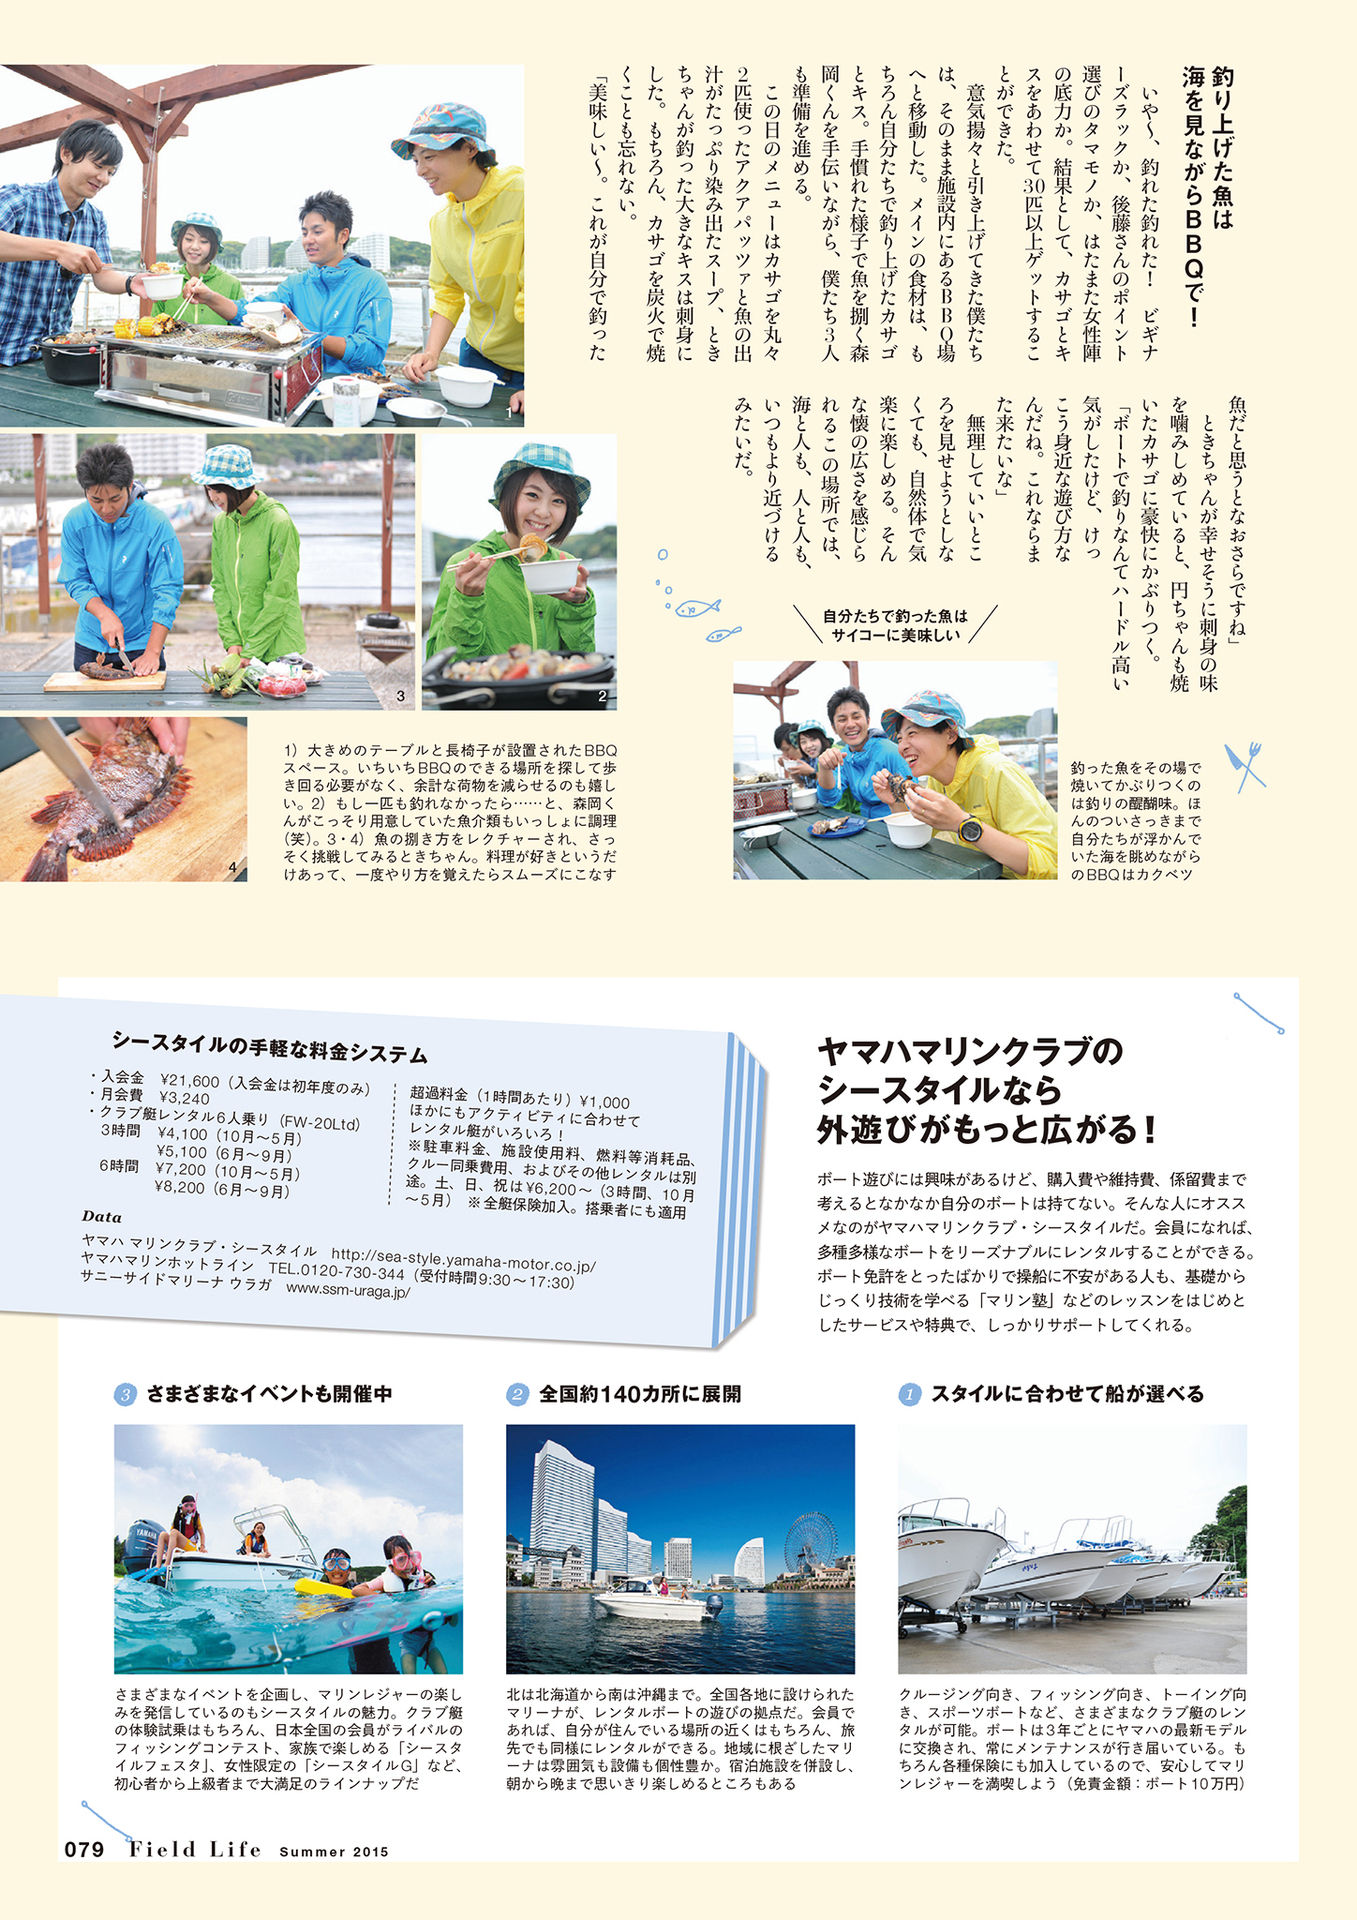 釣り上げた魚は
海を見ながらBBQで！
いや〜、釣れた釣れた！　ビギナ
ーズラックか、後藤さんのポイント
選びのタマモノか、はたまた女性陣
の底力か。結果として、カサゴとキ
スをあわせて30匹以上ゲットするこ
とができた。
意気揚々と引き上げてきた僕たち
は、そのまま施設内にあるBBQ場
へと移動した。メインの食材は、も
ちろん自分たちで釣り上げたカサゴ
とキス。手慣れた様子で魚を捌く森
岡くんを手伝いながら、僕たち3人
も準備を進める。
この日のメニューはカサゴを丸々
2匹使ったアクアパッツァと魚の出
汁がたっぷり染み出たスープ、とき
ちゃんが釣った大きなキスは刺身に
した。もちろん、カサゴを炭火で焼
くことも忘れない。
「美味しい〜。これが自分で釣った
魚だと思うとなおさらですね」
ときちゃんが幸せそうに刺身の味
を噛みしめていると、円ちゃんも焼
いたカサゴに豪快にかぶりつく。
「ボートで釣りなんてハードル高い
気がしたけど、けっ
こう身近な遊び方な
んだね。これならま
た来たいな」
無理していいとこ
ろを見せようとしな
くても、自然体で気
楽に楽しめる。そん
な懐の広さを感じら
れるこの場所では、
海と人も、人と人も、
いつもより近づける
みたいだ。
自分たちで釣った魚は
サイコーに美味しい
1
2
3
4
1）大きめのテーブルと長椅子が設置されたBBQ
スペース。いちいちBBQのできる場所を探して歩
き回る必要がなく、余計な荷物を減らせるのも嬉し
い。2）もし一匹も釣れなかったら……と、森岡く
んがこっそり用意していた魚介類もいっしょに調理
（笑）。3・4）魚の捌き方をレクチャーされ、さっ
そく挑戦してみるときちゃん。料理が好きというだ
けあって、一度やり方を覚えたらスムーズにこなす
釣った魚をその場で
焼いてかぶりつくの
は釣りの醍醐味。ほ
んのついさっきまで
自分たちが浮かんで
いた海を眺めながら
のBBQはカクベツ
ヤマハマリンクラブの
シースタイルなら
外遊びがもっと広がる！
ボート遊びには興味があるけど、購入費や維持費、係留費まで
考えるとなかなか自分のボートは持てない。そんな人にオスス
メなのがヤマハマリンクラブ・シースタイルだ。会員になれば、
多種多様なボートをリーズナブルにレンタルすることができる。
ボート免許をとったばかりで操船に不安がある人も、基礎から
じっくり技術を学べる「マリン塾」などのレッスンをはじめと
したサービスや特典で、しっかりサポートしてくれる。
シースタイルの手軽な料金システム
・入会金　¥21,600（入会金は初年度のみ）
・月会費　¥3,240
・クラブ艇レンタル6人乗り（FW-20Ltd）
3時間　¥4,100（10月〜5月）
¥5,100（6月〜9月）
6時間　¥7,200（10月〜5月）
¥8,200（6月〜9月）
超過料金（1時間あたり）¥1,000
ほかにもアクティビティに合わせて
レンタル艇がいろいろ！
※駐車料金、施設使用料、燃料等消耗品、
クルー同乗費用、およびその他レンタルは別
途。土、日、祝は¥6,200〜（3時間、10月
〜5月）　※全艇保険加入。搭乗者にも適用
Data
ヤマハ マリンクラブ・シースタイル　http://sea-style.yamaha-motor.co.jp/
ヤマハマリンホットライン　TEL.0120-730-344（受付時間9:30〜17:30）
サニーサイドマリーナ ウラガ　www.ssm-uraga.jp/
1 スタイルに合わせて船が選べる
クルージング向き、フィッシング向き、トーイング向
き、スポーツボートなど、さまざまなクラブ艇のレン
タルが可能。ボートは3年ごとにヤマハの最新モデル
に交換され、常にメンテナンスが行き届いている。も
ちろん各種保険にも加入しているので、安心してマリ
ンレジャーを満喫しよう（免責金額：ボート10万円）
2 全国約140カ所に展開
北は北海道から南は沖縄まで。全国各地に設けられた
マリーナが、レンタルボートの遊びの拠点だ。会員で
あれば、自分が住んでいる場所の近くはもちろん、旅
先でも同様にレンタルができる。地域に根ざしたマリ
ーナは雰囲気も設備も個性豊か。宿泊施設を併設し、
朝から晩まで思いきり楽しめるところもある
3 さまざまなイベントも開催中
YAMAHA
さまざまなイベントを企画し、マリンレジャーの楽し
みを発信しているのもシースタイルの魅力。クラブ艇
の体験試乗はもちろん、日本全国の会員がライバルの
フィッシングコンテスト、家族で楽しめる「シースタ
イルフェスタ」、女性限定の「シースタイルG」など、
初心者から上級者まで大満足のラインナップだ
079 Field Life Summer 2015